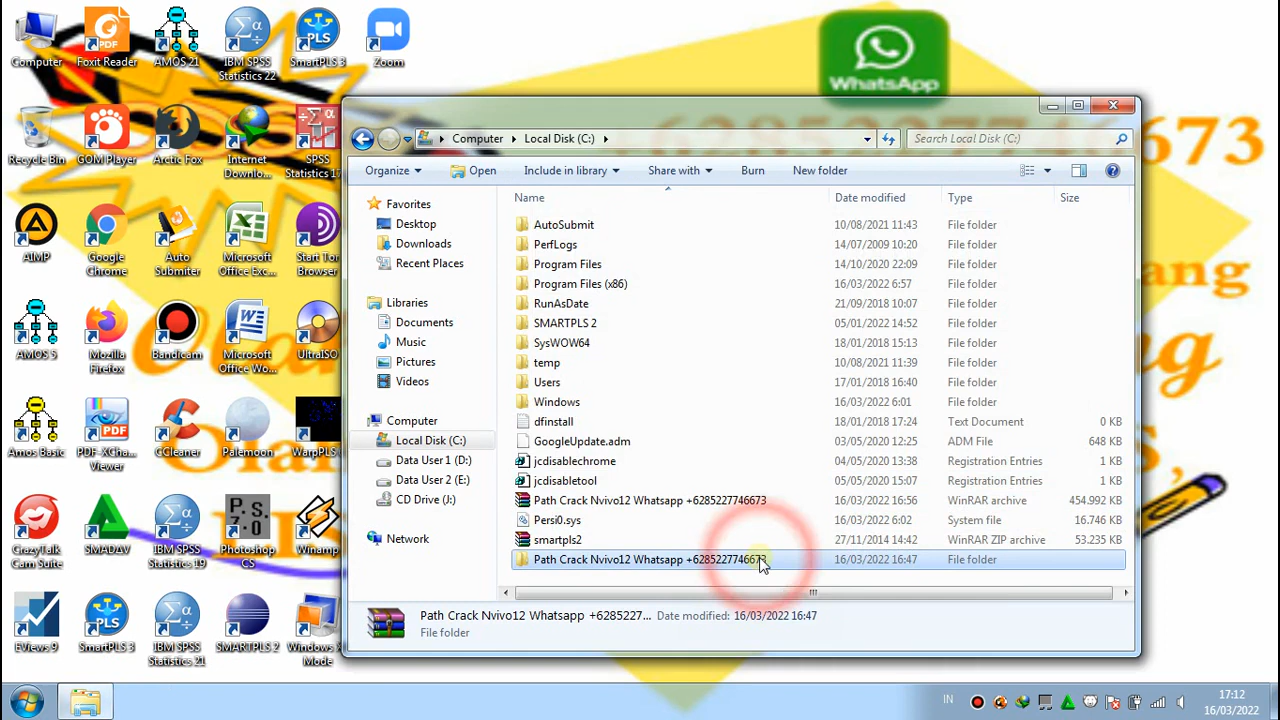 Computer
Foxit Reader
AMOS 21
IBM SPSS
Statistics 22
SmartPLS 3
Zoom
WhatsApp
Recycle Bin
GOM Player
Arctic Fox
Internet
Downlo...
SPSS
Statistics 17
AIMP
Google
Chrome
Auto
Submiter
Microsoft
Office Exc...
Start Tor
Browser
AMOS 5
Mozilla
Firefox
Bandicam
Microsoft
Office Wo...
UltraISO
Amos Basic
PDF-XCha...
Viewer
CCleaner
Palemoon
WarpPLS
CrazyTalk
Cam Suite
SMADΔV
IBM SPSS
Statistics 19
Photoshop
CS
Winamp
EViews 9
SmartPLS 3
IBM SPSS
Statistics 21
SMARTPLS 2
Windows X
Mode
Computer
Local Disk (C:)
Search Local Disk (C:)
Organize
Open
Include in library
Share with
Burn
New folder
Favorites
Desktop
Downloads
Recent Places
Libraries
Documents
Music
Pictures
Videos
Computer
Local Disk (C:)
Data User 1 (D:)
Data User 2 (E:)
CD Drive (J:)
Network
Name Date modified Type Size
AutoSubmit 10/08/2021 11:43 File folder
PerfLogs 14/07/2009 10:20 File folder
Program Files 14/10/2020 22:09 File folder
Program Files (x86) 16/03/2022 6:57 File folder
RunAsDate 21/09/2018 10:07 File folder
SMARTPLS 2 05/01/2022 14:52 File folder
SysWOW64 18/01/2018 15:13 File folder
temp 10/08/2021 11:39 File folder
Users 17/01/2018 16:40 File folder
Windows 16/03/2022 6:01 File folder
dfinstall 18/01/2018 17:24 Text Document 0 KB
GoogleUpdate.adm 03/05/2020 12:25 ADM File 648 KB
jcdisablechrome 04/05/2020 13:38 Registration Entries 1 KB
jcdisabletool 05/05/2020 15:07 Registration Entries 1 KB
Path Crack Nvivo12 Whatsapp +6285227746673 16/03/2022 16:56 WinRAR archive 454.992 KB
Persi0.sys 16/03/2022 6:02 System file 16.746 KB
smartpls2 27/11/2014 14:42 WinRAR ZIP archive 53.235 KB
Path Crack Nvivo12 Whatsapp +6285227746673 16/03/2022 16:47 File folder
Path Crack Nvivo12 Whatsapp +6285227... Date modified: 16/03/2022 16:47
File folder
IN
17:12
16/03/2022